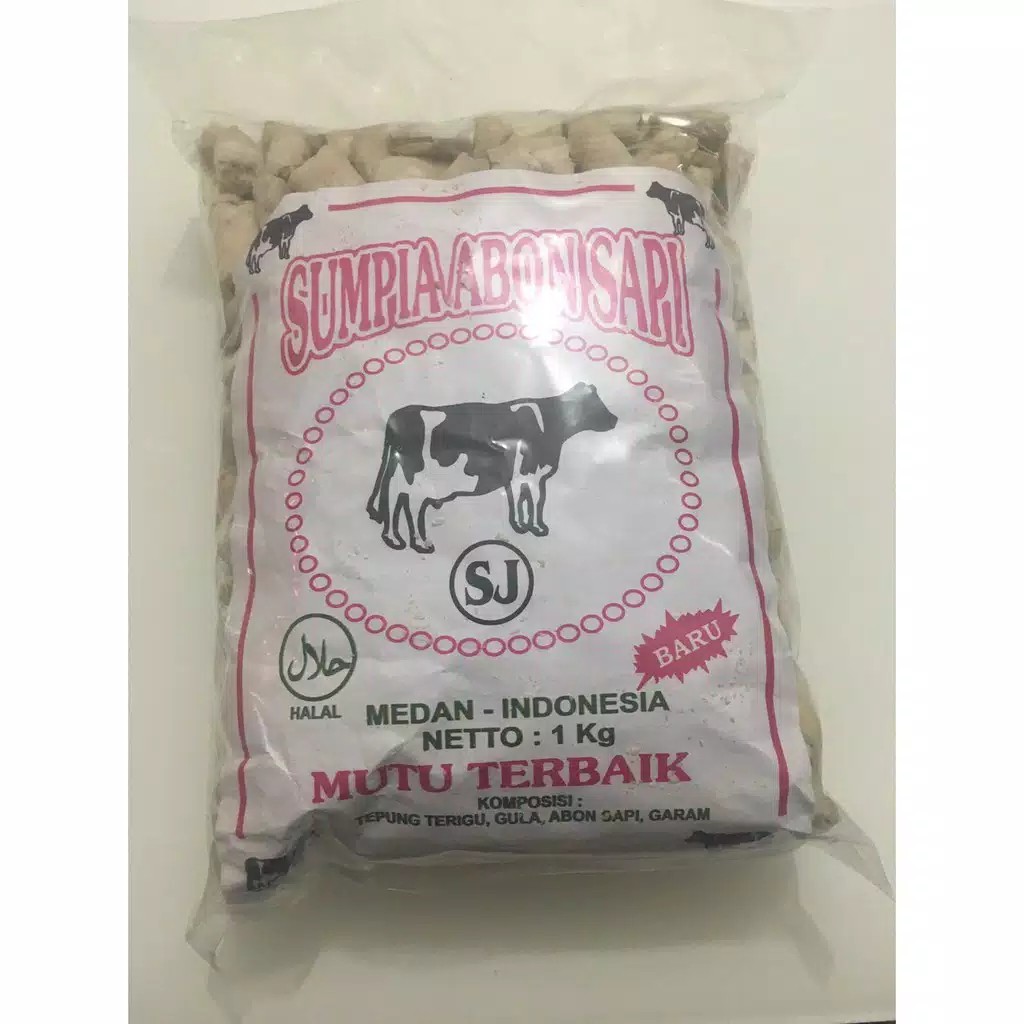 SUMPIA ABON SAPI
SJ
BARU
حلال
HALAL
MEDAN - INDONESIA
NETTO : 1 Kg
MUTU TERBAIK
KOMPOSISI :
TEPUNG TERIGU, GULA, ABON SAPI, GARAM